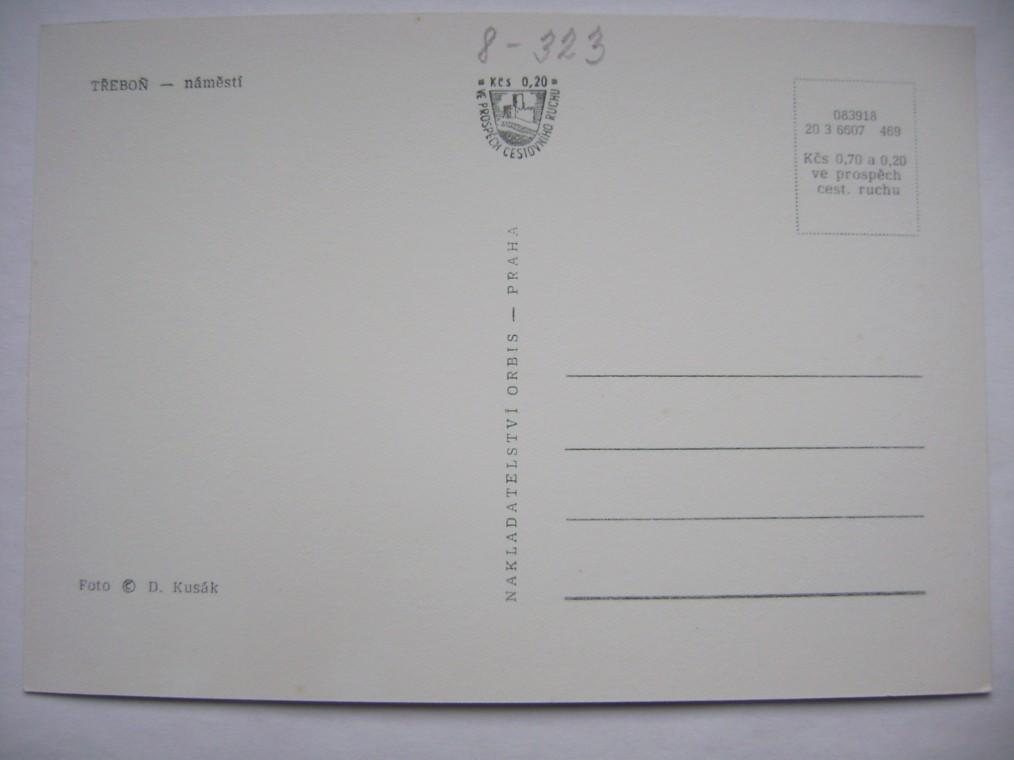 8-323
TŘEBOŇ — náměstí
Kčs 0,20
VE PROSPĚCH CESTOVNÍHO RUCHU
083918
20 3 6607 469
Kčs 0,70 a 0,20
ve prospěch
cest. ruchu
NAKLADATELSTVÍ ORBIS — PRAHA
Foto © D. Kusák